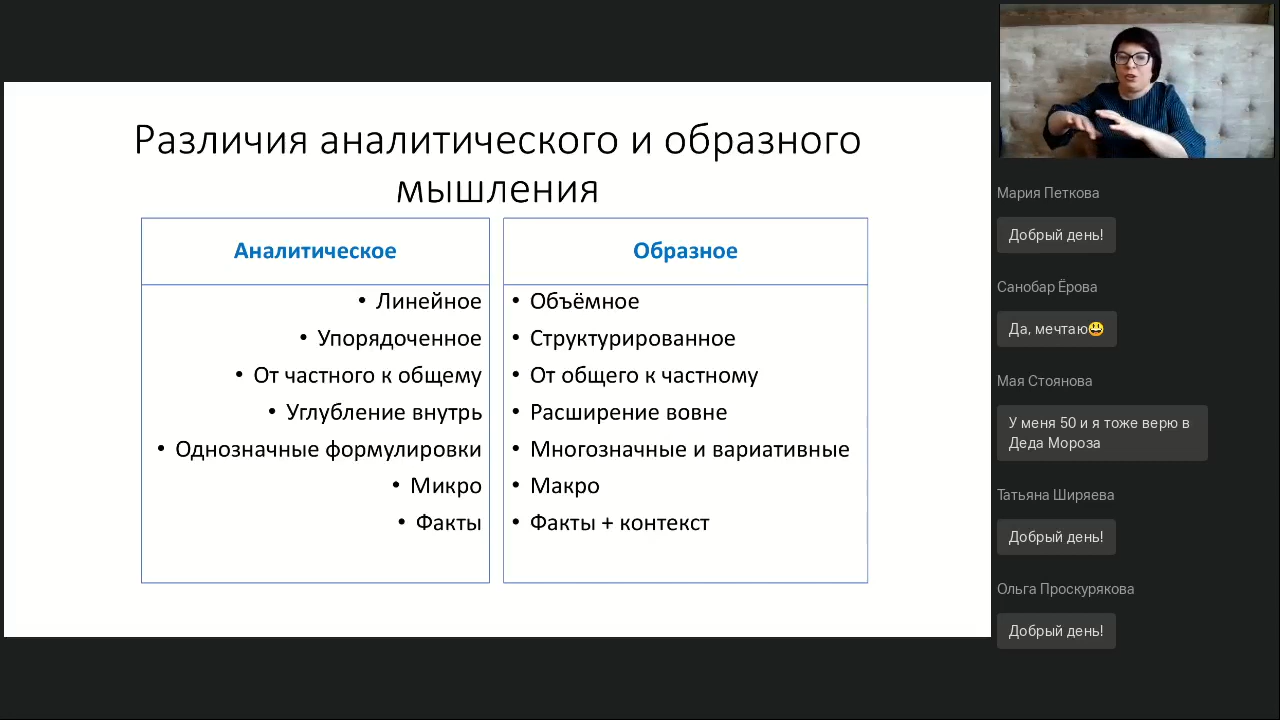 Различия аналитического и образного
мышления
Аналитическое
• Линейное
• Упорядоченное
• От частного к общему
• Углубление внутрь
• Однозначные формулировки
• Микро
• Факты
Образное
• Объёмное
• Структурированное
• От общего к частному
• Расширение вовне
• Многозначные и вариативные
• Макро
• Факты + контекст
Мария Петкова
Добрый день!
Санобар Ёрова
Да, мечтаю😃
Мая Стоянова
У меня 50 и я тоже верю в
Деда Мороза
Татьяна Ширяева
Добрый день!
Ольга Проскурякова
Добрый день!